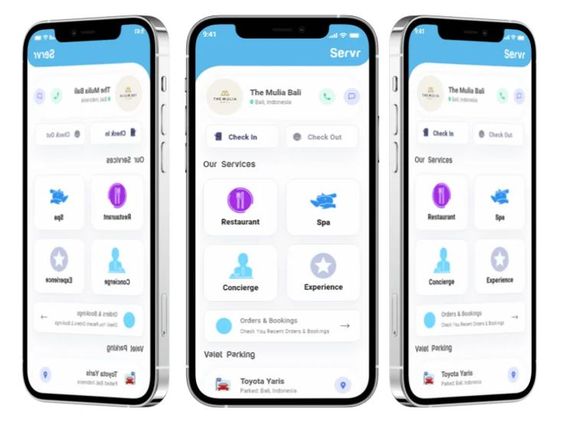 Servr
The Mulia Bali
Bali, Indonesia
Check Out
Check In
Our Services
Spa
Restaurant
Experience
Concierge
Orders & Bookings
Check You Recent Orders & Bookings
Valet Parking
Toyota Yaris
Parked: Bali, Indonesia
9:41
Servr
THE MULIA
The Mulia Bali
Bali, Indonesia
Check In
Check Out
Our Services
Restaurant
Spa
Concierge
Experience
Orders & Bookings
Check You Recent Orders & Bookings
Valet Parking
Toyota Yaris
Parked: Bali, Indonesia
9:41
Servr
THE MULIA
The Mulia Bali
Bali, Indonesia
Check In
Check Out
Our Services
Restaurant
Spa
Concierge
Experience
Orders & Bookings
Check You Recent Orders & Bookings
Valet Parking
Toyota Yaris
Parked: Bali, Indonesia